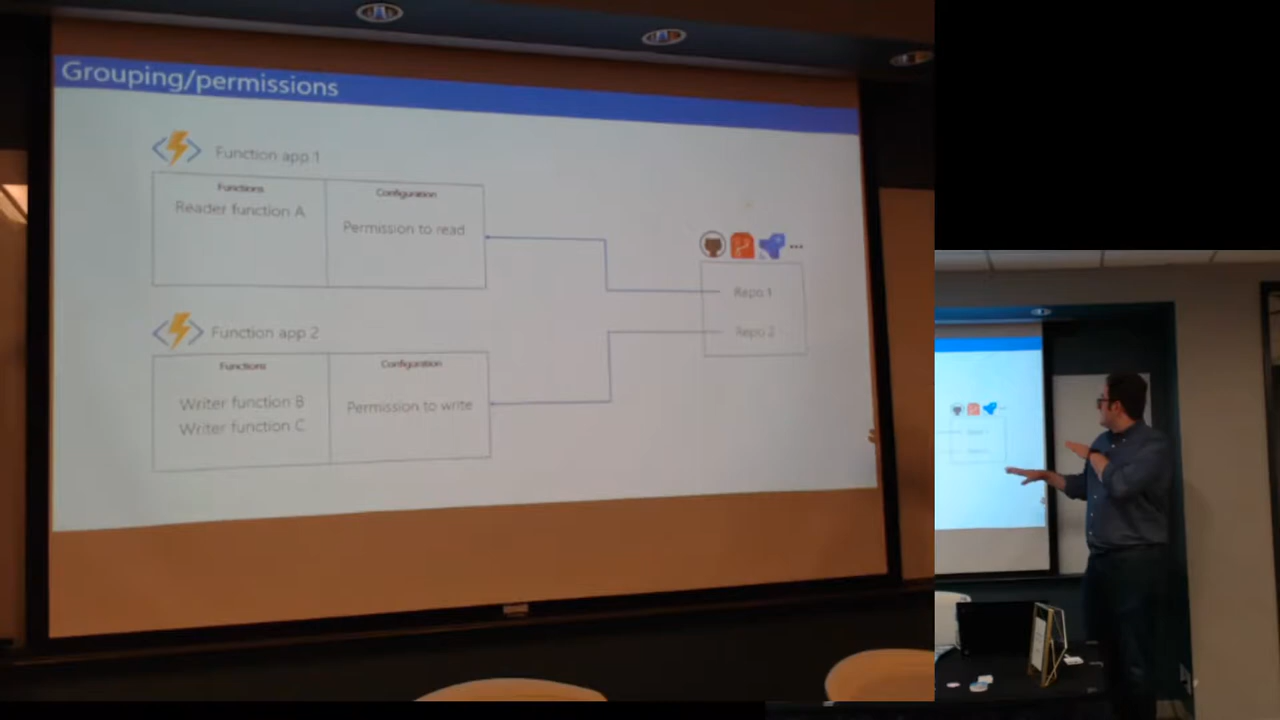 Grouping/permissions
Function app 1
Functions
Configuration
Reader function A
Permission to read
Repo 1
Repo 2
Function app 2
Functions
Configuration
Writer function B
Writer function C
Permission to write